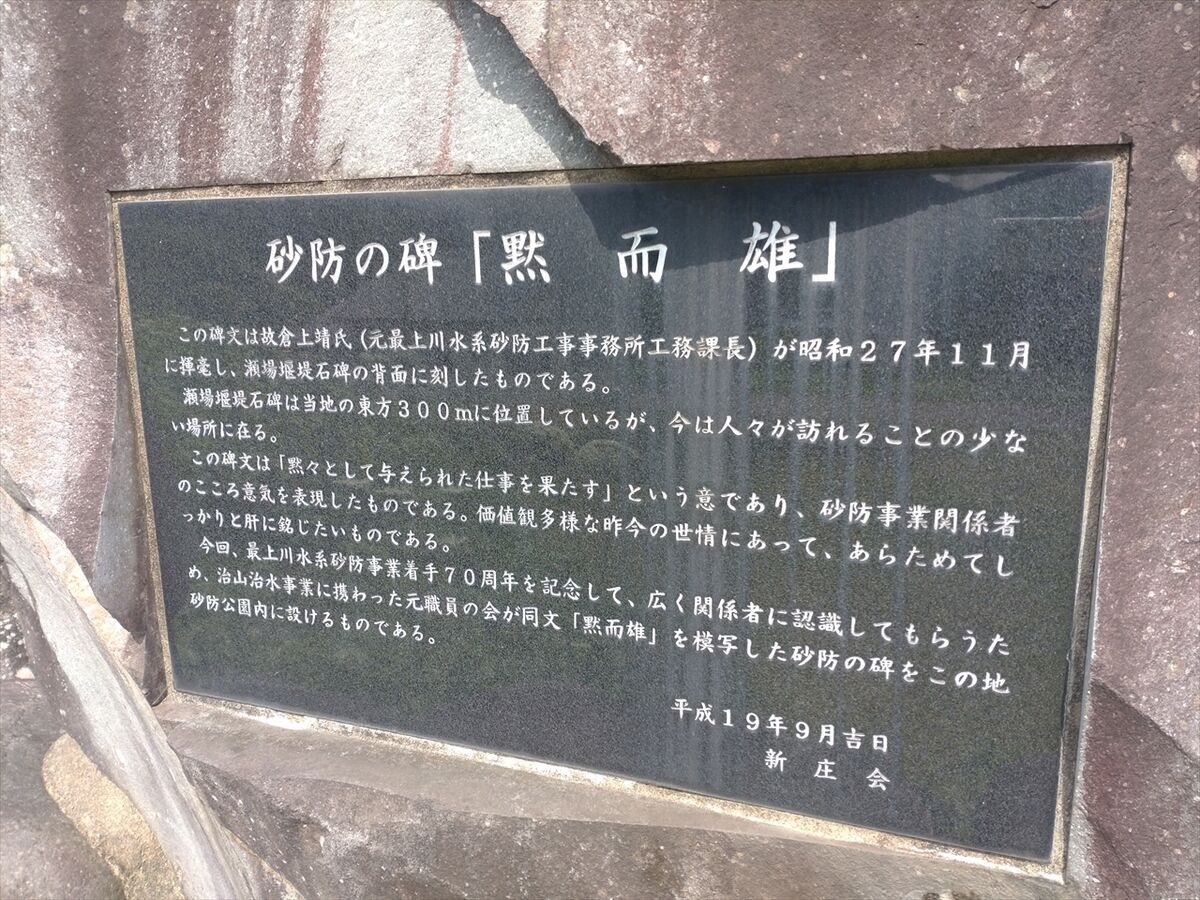 砂防の碑「黙 而 雄」
この碑文は故倉上靖氏(元最上川水系砂防工事事務所工務課長)が昭和27年11月
に揮毫し、瀬場堰堤石碑の背面に刻したものである。
瀬場堰堤石碑は当地の東方300mに位置しているが、今は人々が訪れることの少な
い場所に在る。
この碑文は「黙々として与えられた仕事を果たす」という意であり、砂防事業関係者
のこころ意気を表現したものである。価値観多様な昨今の世情にあって、あらためてし
っかりと肝に銘じたいものである。
今回、最上川水系砂防事業着手70周年を記念して、広く関係者に認識してもらうた
め、治山治水事業に携わった元職員の会が同文「黙而雄」を模写した砂防の碑をこの地
砂防公園内に設けるものである。
平成19年9月吉日
新 庄 会